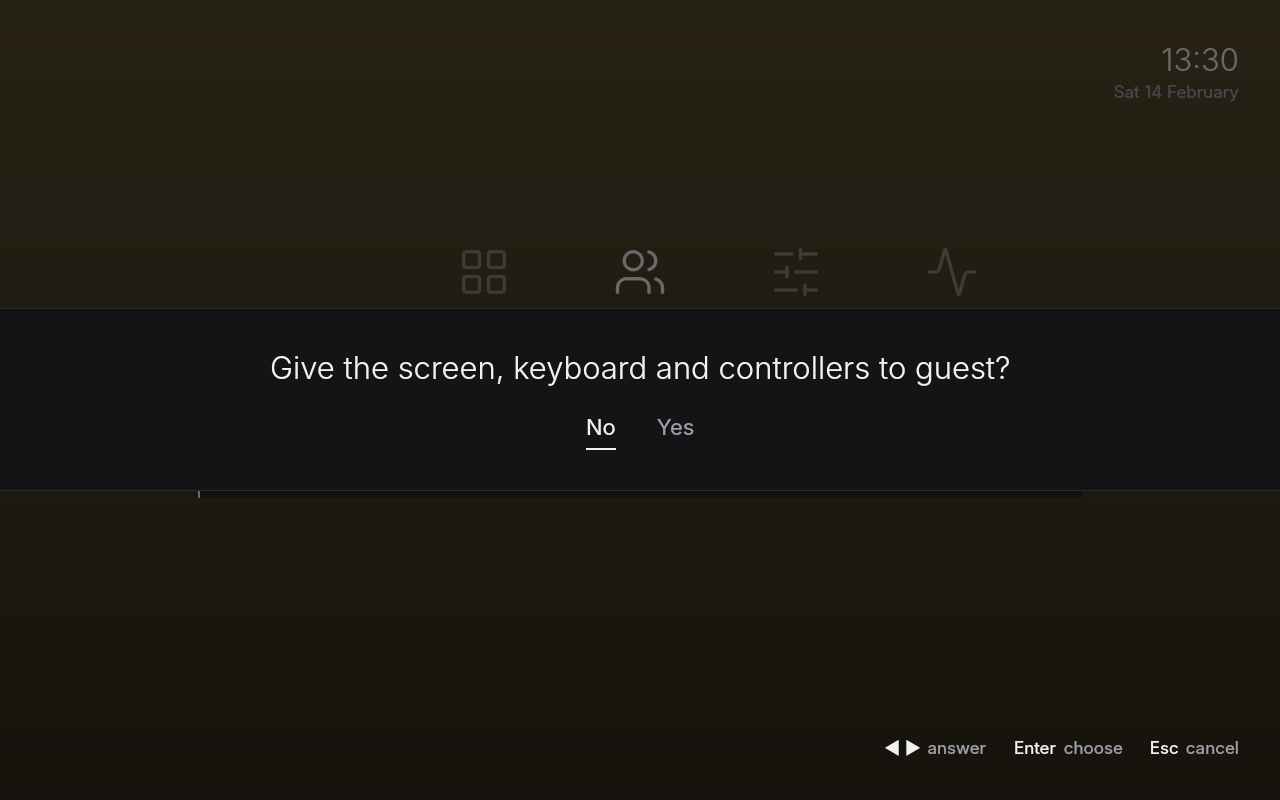 13:30
Sat 14 February
Give the screen, keyboard and controllers to guest?
No Yes
◀ ▶ answer Enter choose Esc cancel